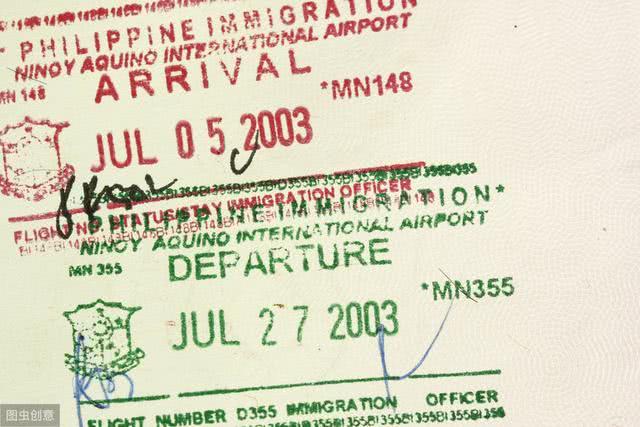 PHILIPPINE IMMIGRATION
NINOY AQUINO INTERNATIONAL AIRPORT
MN 148
ARRIVAL
*MN148
JUL 05 2003
FLIGHT NO. STATUS/STAY IMMIGRATION OFFICER
PHILIPPINE IMMIGRATION*
NINOY AQUINO INTERNATIONAL AIRPORT
MN 355
DEPARTURE
*MN355
JUL 27 2003
FLIGHT NUMBER D355 IMMIGRATION OFFICER
图虫创意